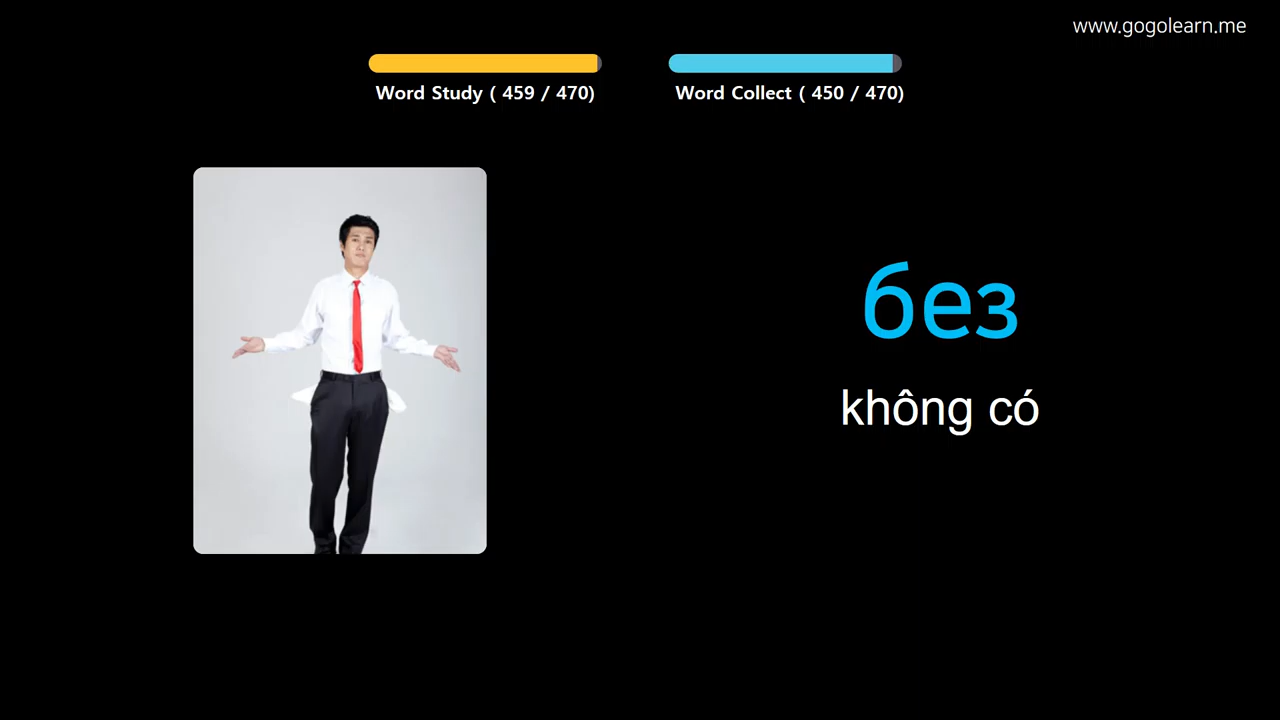 www.gogolearn.me
Word Study ( 459 / 470)
Word Collect ( 450 / 470)
без
không có